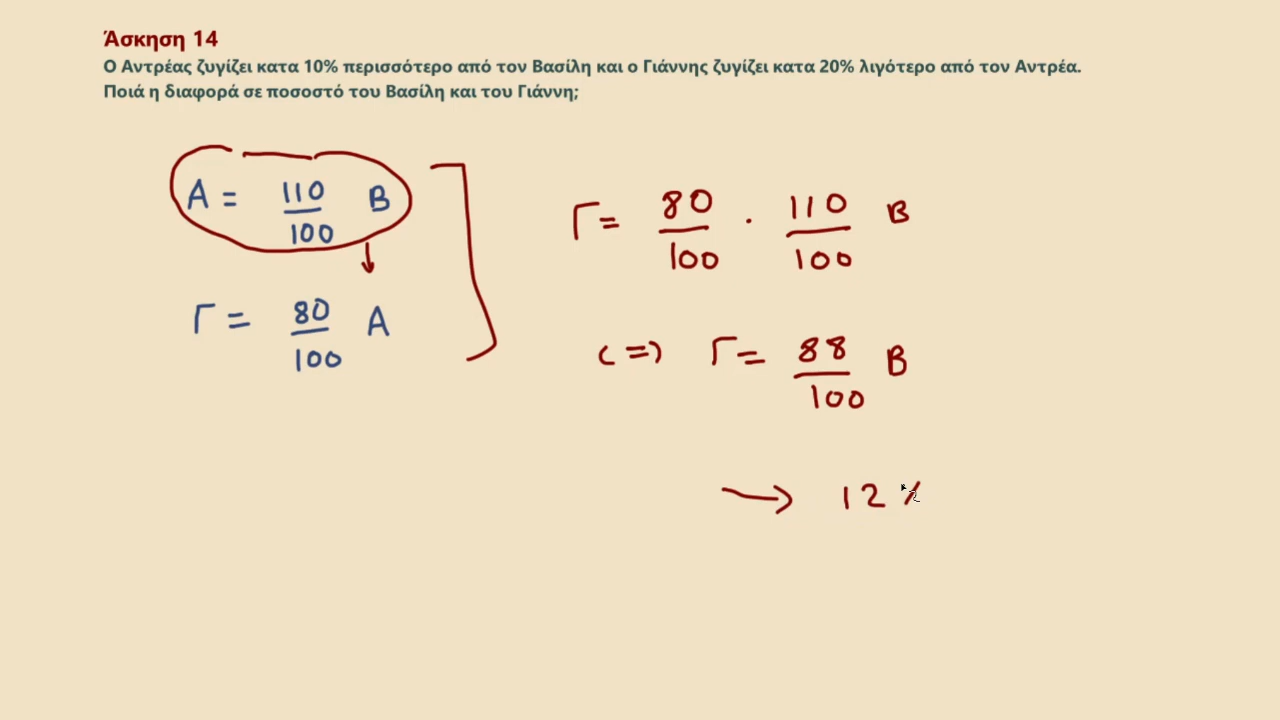 Άσκηση 14
Ο Αντρέας ζυγίζει κατα 10% περισσότερο από τον Βασίλη και ο Γιάννης ζυγίζει κατα 20% λιγότερο από τον Αντρέα.
Ποιά η διαφορά σε ποσοστό του Βασίλη και του Γιάννη;
A = 110/100 B
Γ = 80/100 A
Γ = 80/100 · 110/100 B
(=) Γ = 88/100 B
→ 12%